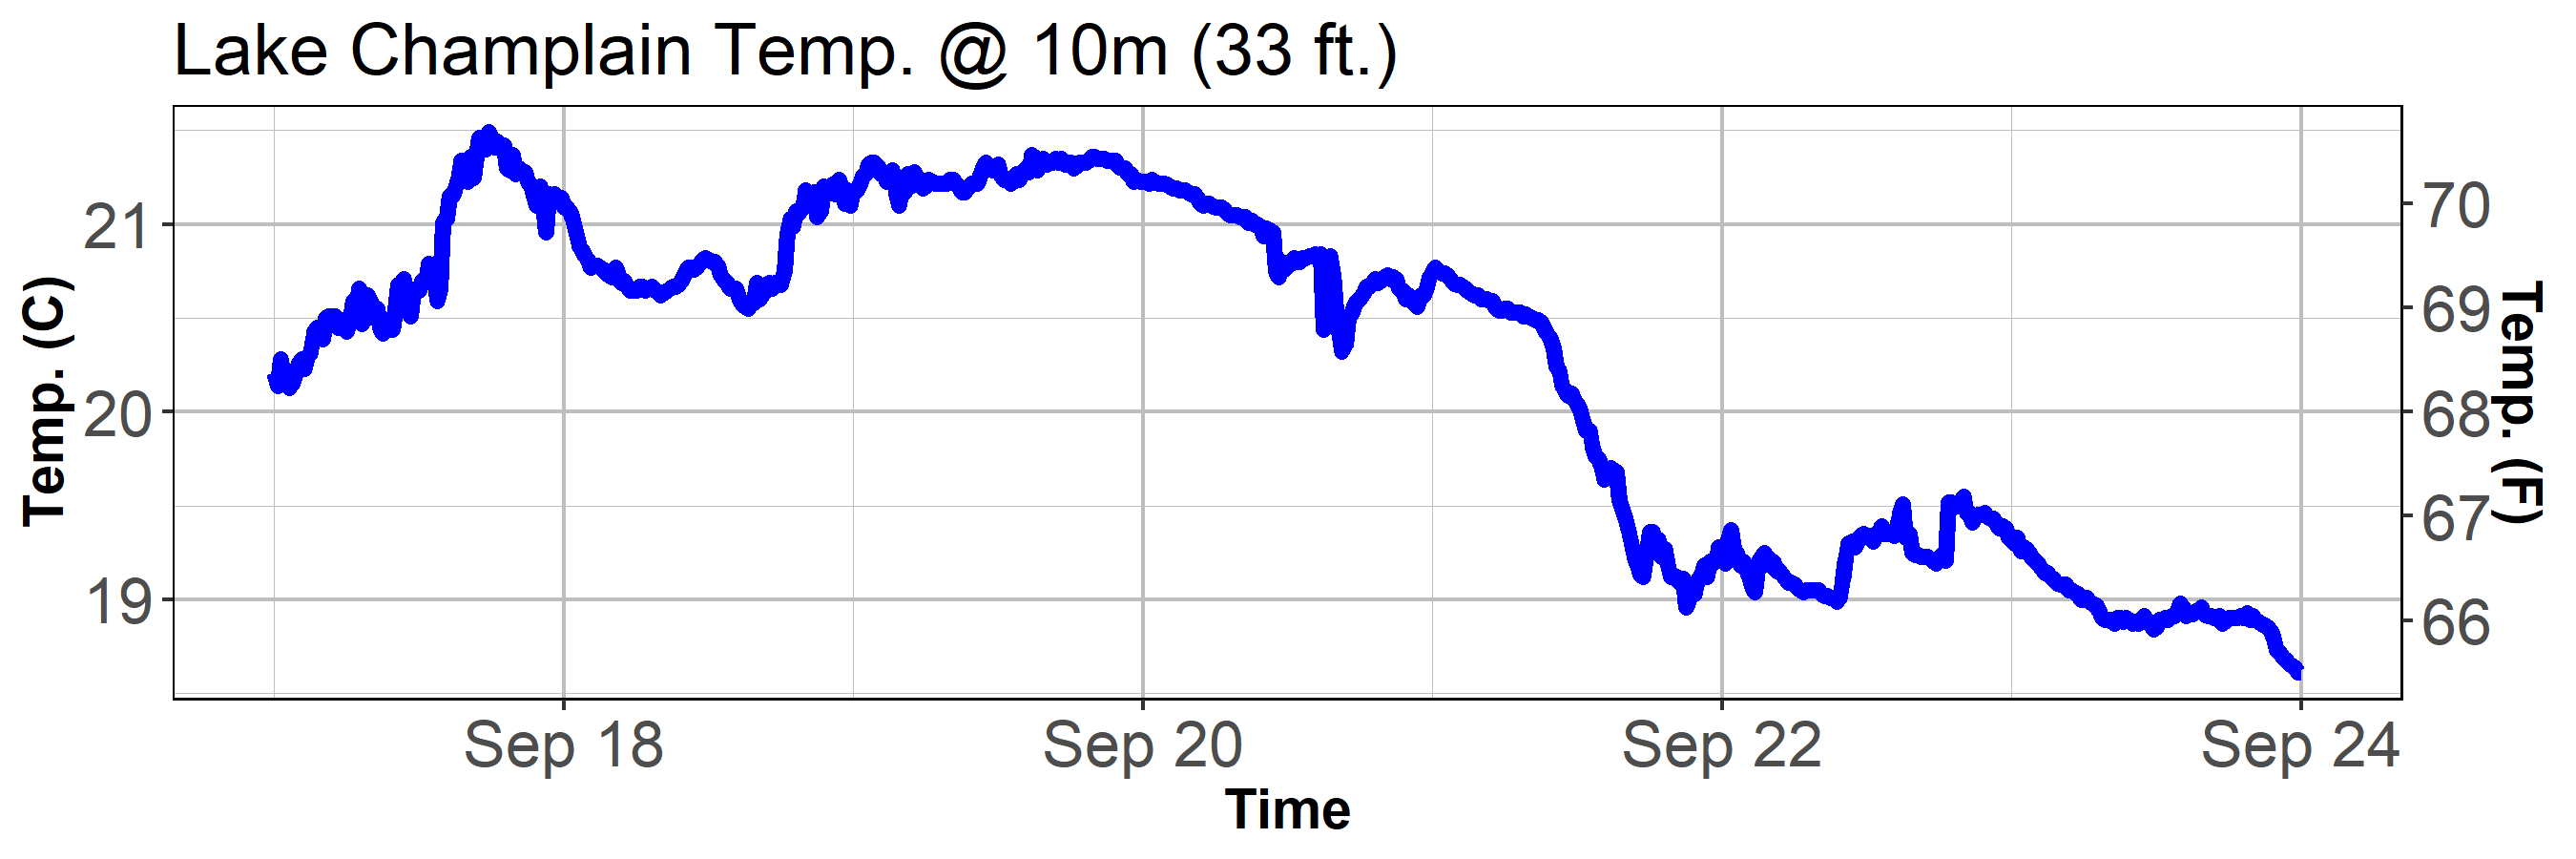 Lake Champlain Temp. @ 10m (33 ft.)
Temp. (C)
21
20
19
70
69
68
67
66
Temp. (F)
Sep 18
Sep 20
Sep 22
Sep 24
Time